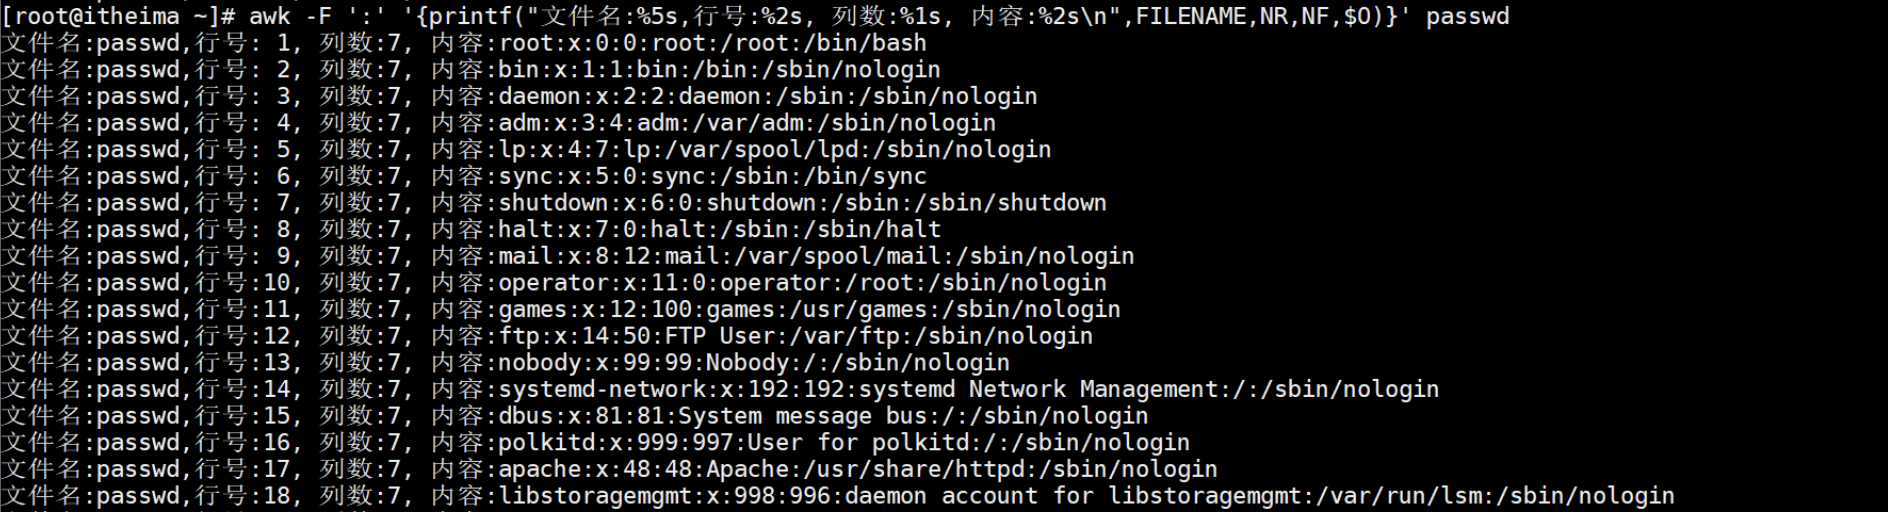 [root@itheima ~]# awk -F ':' '{printf("文件名:%5s,行号:%2s, 列数:%1s, 内容:%2s\n",FILENAME,NR,NF,$0)}' passwd
文件名:passwd,行号: 1, 列数:7, 内容:root:x:0:0:root:/root:/bin/bash
文件名:passwd,行号: 2, 列数:7, 内容:bin:x:1:1:bin:/bin:/sbin/nologin
文件名:passwd,行号: 3, 列数:7, 内容:daemon:x:2:2:daemon:/sbin:/sbin/nologin
文件名:passwd,行号: 4, 列数:7, 内容:adm:x:3:4:adm:/var/adm:/sbin/nologin
文件名:passwd,行号: 5, 列数:7, 内容:lp:x:4:7:lp:/var/spool/lpd:/sbin/nologin
文件名:passwd,行号: 6, 列数:7, 内容:sync:x:5:0:sync:/sbin:/bin/sync
文件名:passwd,行号: 7, 列数:7, 内容:shutdown:x:6:0:shutdown:/sbin:/sbin/shutdown
文件名:passwd,行号: 8, 列数:7, 内容:halt:x:7:0:halt:/sbin:/sbin/halt
文件名:passwd,行号: 9, 列数:7, 内容:mail:x:8:12:mail:/var/spool/mail:/sbin/nologin
文件名:passwd,行号:10, 列数:7, 内容:operator:x:11:0:operator:/root:/sbin/nologin
文件名:passwd,行号:11, 列数:7, 内容:games:x:12:100:games:/usr/games:/sbin/nologin
文件名:passwd,行号:12, 列数:7, 内容:ftp:x:14:50:FTP User:/var/ftp:/sbin/nologin
文件名:passwd,行号:13, 列数:7, 内容:nobody:x:99:99:Nobody:/:/sbin/nologin
文件名:passwd,行号:14, 列数:7, 内容:systemd-network:x:192:192:systemd Network Management:/:/sbin/nologin
文件名:passwd,行号:15, 列数:7, 内容:dbus:x:81:81:System message bus:/:/sbin/nologin
文件名:passwd,行号:16, 列数:7, 内容:polkitd:x:999:997:User for polkitd:/:/sbin/nologin
文件名:passwd,行号:17, 列数:7, 内容:apache:x:48:48:Apache:/usr/share/httpd:/sbin/nologin
文件名:passwd,行号:18, 列数:7, 内容:libstoragemgmt:x:998:996:daemon account for libstoragemgmt:/var/run/lsm:/sbin/nologin